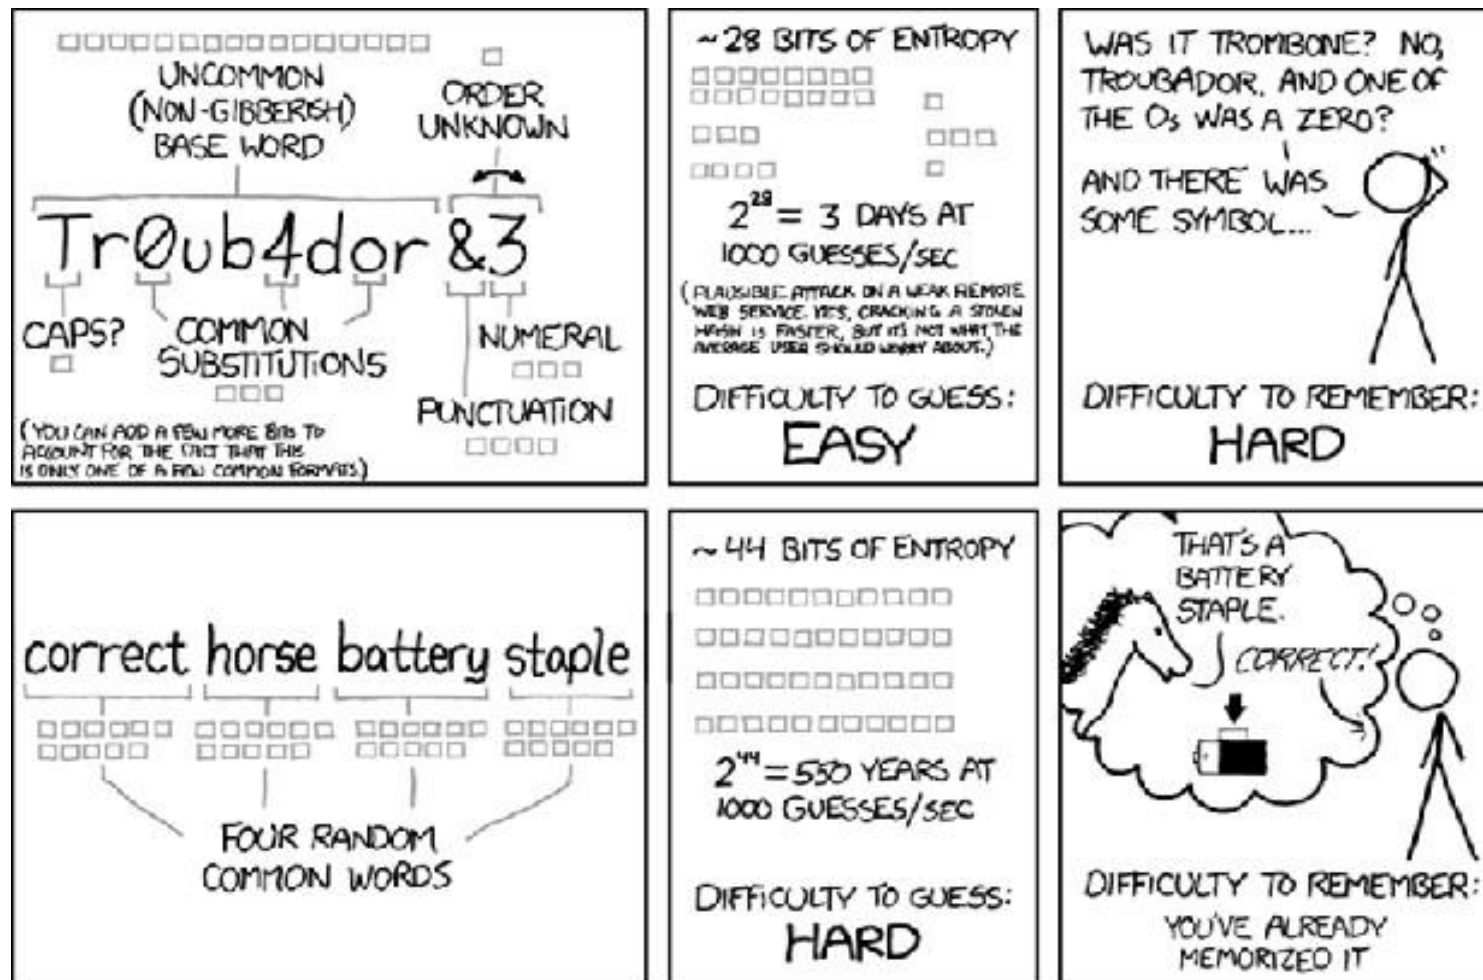 UNCOMMON
(NON-GIBBERISH)
BASE WORD
ORDER
UNKNOWN
Tr0ub4dor &3
CAPS?
COMMON
SUBSTITUTIONS
NUMERAL
PUNCTUATION
(YOU CAN ADD A FEW MORE BITS TO
ACCOUNT FOR THE FACT THAT THIS
IS ONLY ONE OF A FEW COMMON FORMATS.)
~28 BITS OF ENTROPY
2²⁸ = 3 DAYS AT
1000 GUESSES/SEC
(PLAUSIBLE ATTACK ON A WEAK REMOTE
WEB SERVICE. YES, CRACKING A STOLEN
HASH IS FASTER, BUT IT'S NOT WHAT THE
AVERAGE USER SHOULD WORRY ABOUT.)
DIFFICULTY TO GUESS:
EASY
WAS IT TROMBONE? NO,
TROUBADOR. AND ONE OF
THE Os WAS A ZERO?
AND THERE WAS
SOME SYMBOL...
DIFFICULTY TO REMEMBER:
HARD
correct horse battery staple
FOUR RANDOM
COMMON WORDS
~44 BITS OF ENTROPY
2⁴⁴ = 550 YEARS AT
1000 GUESSES/SEC
DIFFICULTY TO GUESS:
HARD
THAT'S A
BATTERY
STAPLE.
CORRECT!
DIFFICULTY TO REMEMBER:
YOU'VE ALREADY
MEMORIZED IT